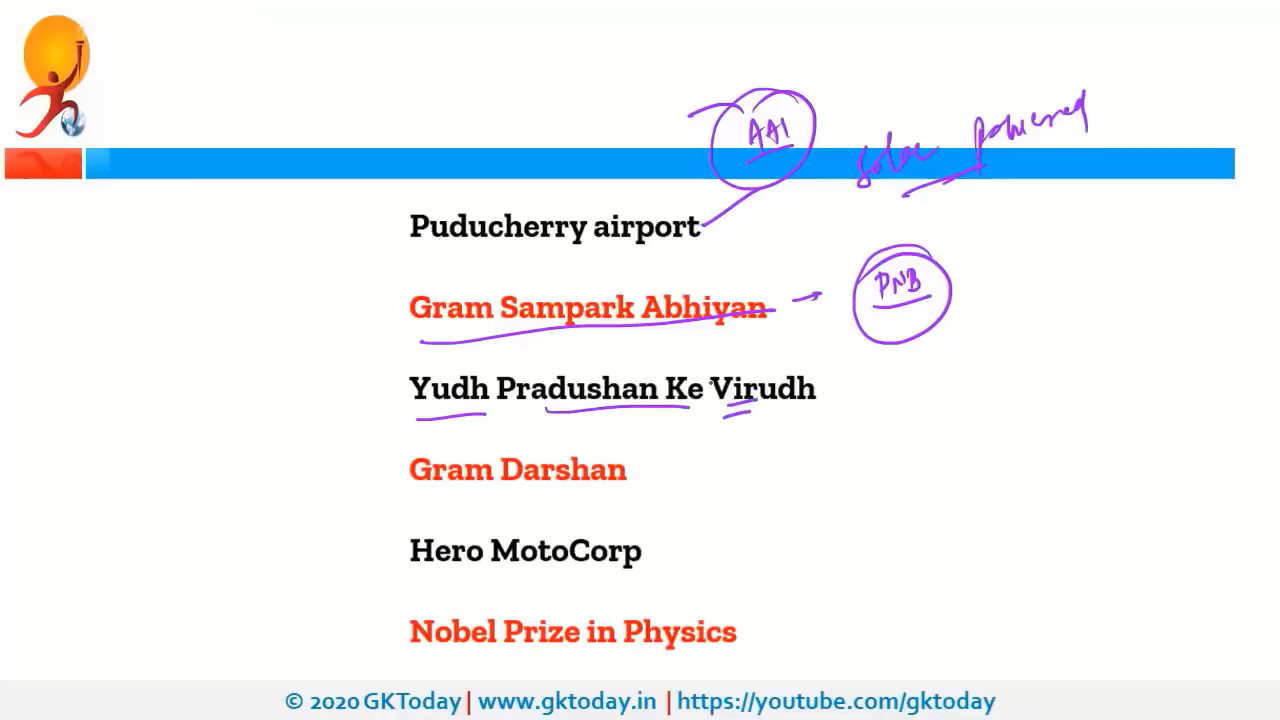 AAI
Solar powered
Puducherry airport
Gram Sampark Abhiyan
PNB
Yudh Pradushan Ke Virudh
Gram Darshan
Hero MotoCorp
Nobel Prize in Physics
© 2020 GKToday | www.gktoday.in | https://youtube.com/gktoday